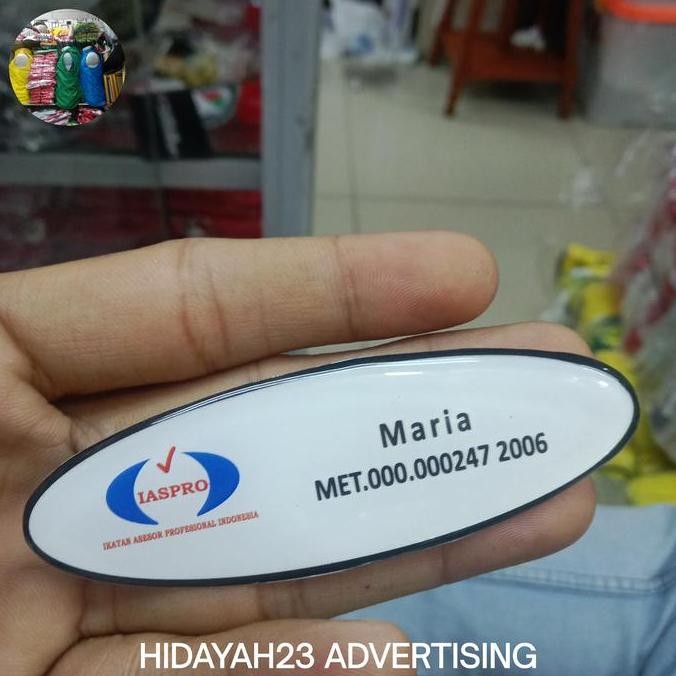 Maria
MET.000.000247 2006
IASPRO
IKATAN ASESOR PROFESIONAL INDONESIA
HIDAYAH23 ADVERTISING